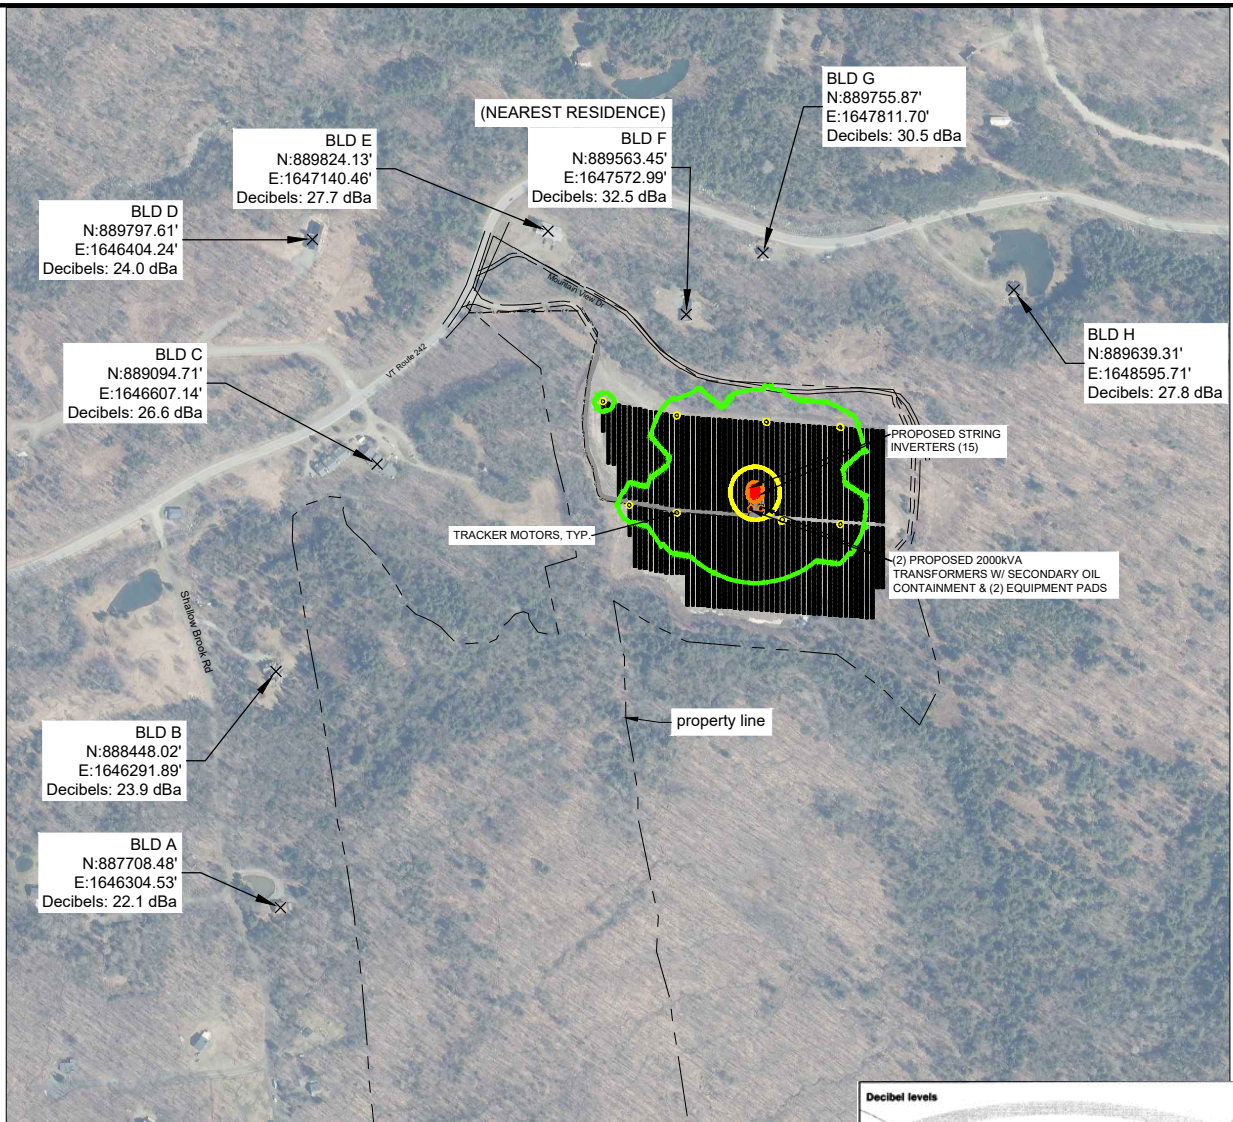 (NEAREST RESIDENCE)
BLD G
N:889755.87'
E:1647811.70'
Decibels: 30.5 dBa
BLD E
N:889824.13'
E:1647140.46'
Decibels: 27.7 dBa
BLD F
N:889563.45'
E:1647572.99'
Decibels: 32.5 dBa
BLD D
N:889797.61'
E:1646404.24'
Decibels: 24.0 dBa
Mountain View Dr
BLD H
N:889639.31'
E:1648595.71'
Decibels: 27.8 dBa
BLD C
N:889094.71'
E:1646607.14'
Decibels: 26.6 dBa
VT Route 242
PROPOSED STRING
INVERTERS (15)
TRACKER MOTORS, TYP.
(2) PROPOSED 2000kVA
TRANSFORMERS W/ SECONDARY OIL
CONTAINMENT & (2) EQUIPMENT PADS
Shallow Brook Rd
property line
BLD B
N:888448.02'
E:1646291.89'
Decibels: 23.9 dBa
BLD A
N:887708.48'
E:1646304.53'
Decibels: 22.1 dBa
Decibel levels